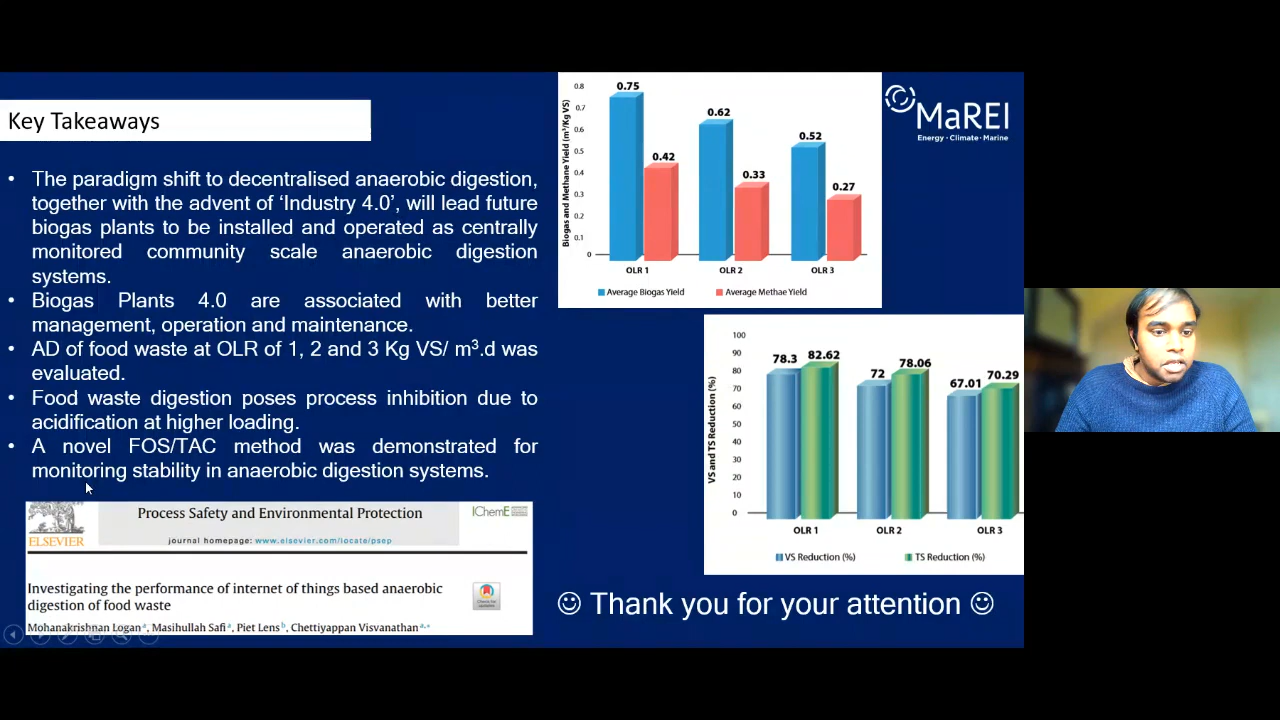 Key Takeaways
• The paradigm shift to decentralised anaerobic digestion,
together with the advent of ‘Industry 4.0’, will lead future
biogas plants to be installed and operated as centrally
monitored community scale anaerobic digestion
systems.
• Biogas Plants 4.0 are associated with better
management, operation and maintenance.
• AD of food waste at OLR of 1, 2 and 3 Kg VS/ m³.d was
evaluated.
• Food waste digestion poses process inhibition due to
acidification at higher loading.
• A novel FOS/TAC method was demonstrated for
monitoring stability in anaerobic digestion systems.
ELSEVIER
Process Safety and Environmental Protection
journal homepage: www.elsevier.com/locate/psep
IChemE
Investigating the performance of internet of things based anaerobic
digestion of food waste
Check for
updates
Mohanakrishnan Logan a, Masihullah Safi a, Piet Lens b, Chettiyappan Visvanathan a,*
Biogas and Methane Yield (m³/Kg VS)
0.8
0.7
0.6
0.5
0.4
0.3
0.2
0.1
0
0.75
0.42
0.62
0.33
0.52
0.27
OLR 1
OLR 2
OLR 3
Average Biogas Yield
Average Methae Yield
MaREI
Energy · Climate · Marine
VS and TS Reduction (%)
100
90
80
70
60
50
40
30
20
10
0
78.3
82.62
72
78.06
67.01
70.29
OLR 1
OLR 2
OLR 3
VS Reduction (%)
TS Reduction (%)
☺ Thank you for your attention ☺